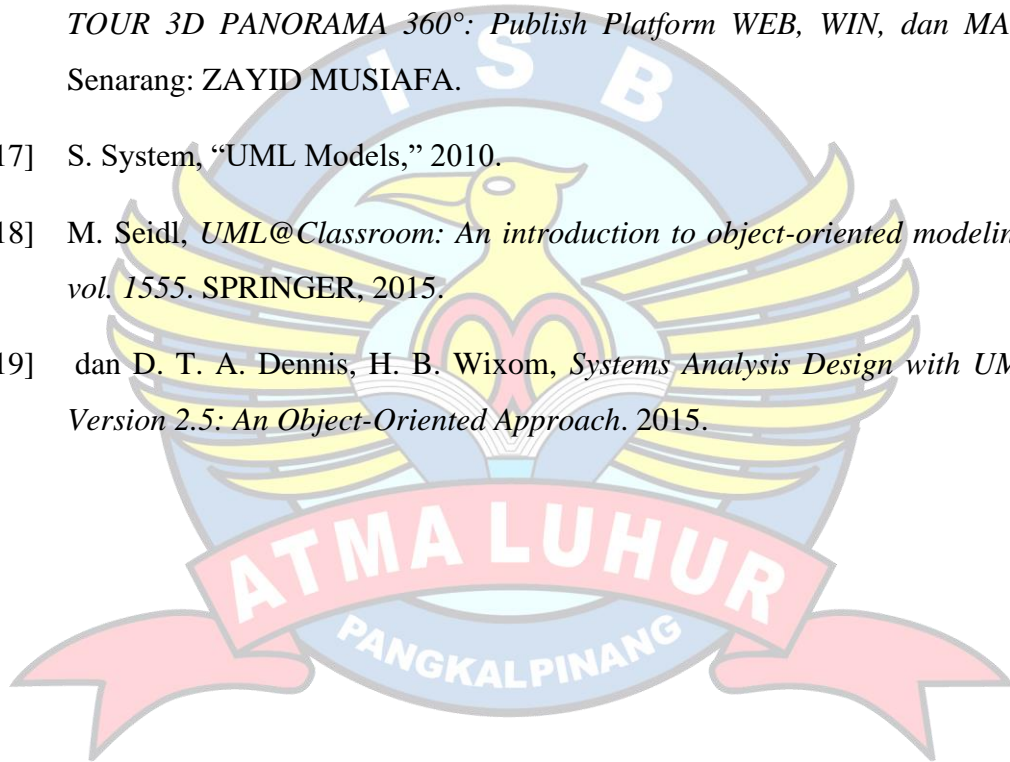 TOUR 3D PANORAMA 360°: Publish Platform WEB, WIN, dan MA
Senarang: ZAYID MUSIAFA.
17] S. System, “UML Models,” 2010.
18] M. Seidl, UML@Classroom: An introduction to object-oriented modelin
vol. 1555. SPRINGER, 2015.
19] dan D. T. A. Dennis, H. B. Wixom, Systems Analysis Design with UM
Version 2.5: An Object-Oriented Approach. 2015.
I S B
ATMA LUHUR
PANGKALPINANG